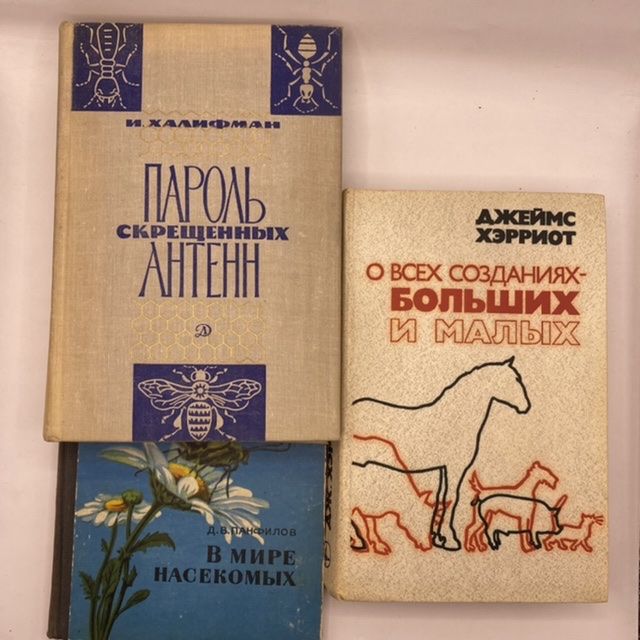 И. ХАЛИФМАН
ПАРОЛЬ
СКРЕЩЕННЫХ
АНТЕНН
Д
ДЖЕЙМС
ХЭРРИОТ
О ВСЕХ СОЗДАНИЯХ-
БОЛЬШИХ
И МАЛЫХ
Д. В. ПАНФИЛОВ
В МИРЕ
НАСЕКОМЫХ